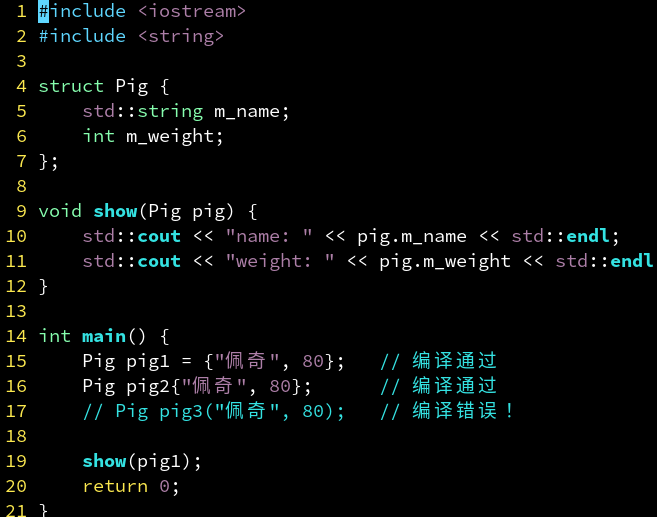 1 #include <iostream>
2 #include <string>
3
4 struct Pig {
5     std::string m_name;
6     int m_weight;
7 };
8
9 void show(Pig pig) {
10     std::cout << "name: " << pig.m_name << std::endl;
11     std::cout << "weight: " << pig.m_weight << std::endl
12 }
13
14 int main() {
15     Pig pig1 = {"佩奇", 80};   // 编译通过
16     Pig pig2{"佩奇", 80};      // 编译通过
17     // Pig pig3("佩奇", 80);   // 编译错误！
18
19     show(pig1);
20     return 0;
21 }